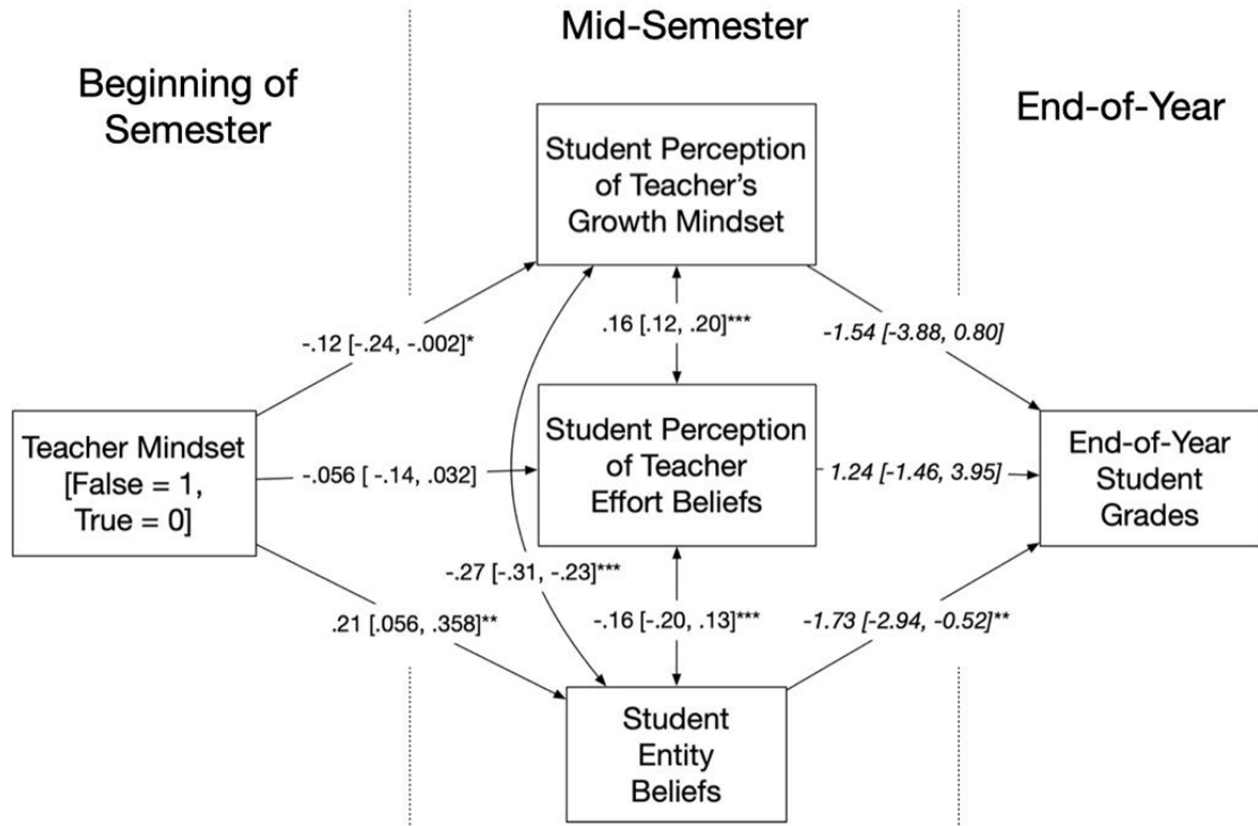 Mid-Semester
Beginning of
Semester
End-of-Year
Student Perception
of Teacher's
Growth Mindset
-.12 [-.24, -.002]*
.16 [.12, .20]***
-1.54 [-3.88, 0.80]
Teacher Mindset
[False = 1,
True = 0]
-.056 [ -.14, .032]
Student Perception
of Teacher
Effort Beliefs
1.24 [-1.46, 3.95]
End-of-Year
Student
Grades
-.27 [-.31, -.23]***
.21 [.056, .358]**
-.16 [-.20, .13]***
-1.73 [-2.94, -0.52]**
Student
Entity
Beliefs